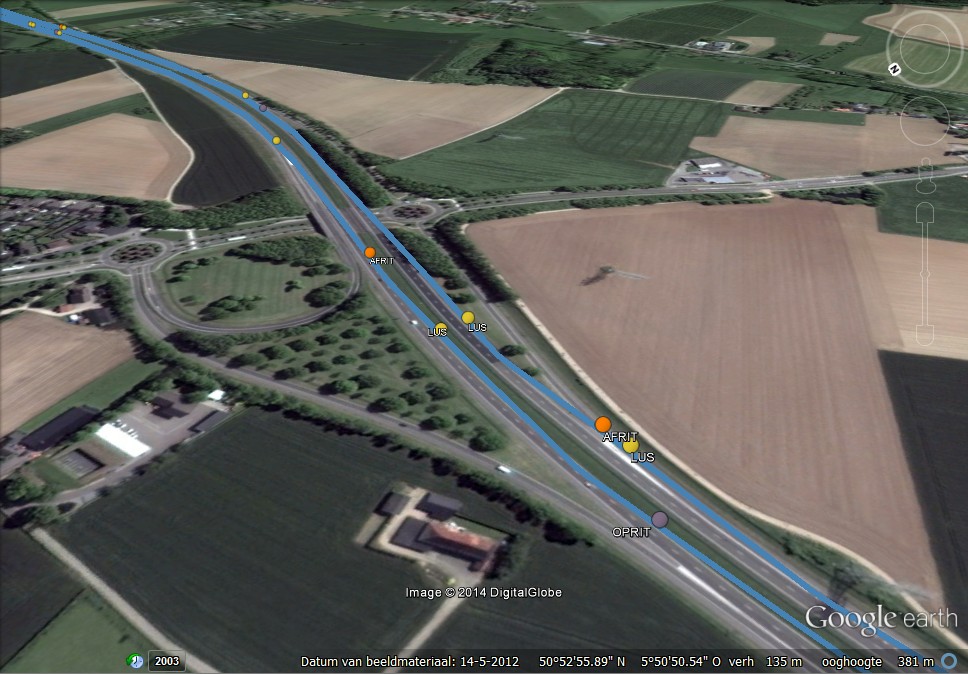 N
AFRIT
LUS
LUS
AFRIT
LUS
OPRIT
Image © 2014 DigitalGlobe
Google earth
2003
Datum van beeldmateriaal: 14-5-2012 50°52'55.89" N 5°50'50.54" O verh 135 m ooghoogte 381 m